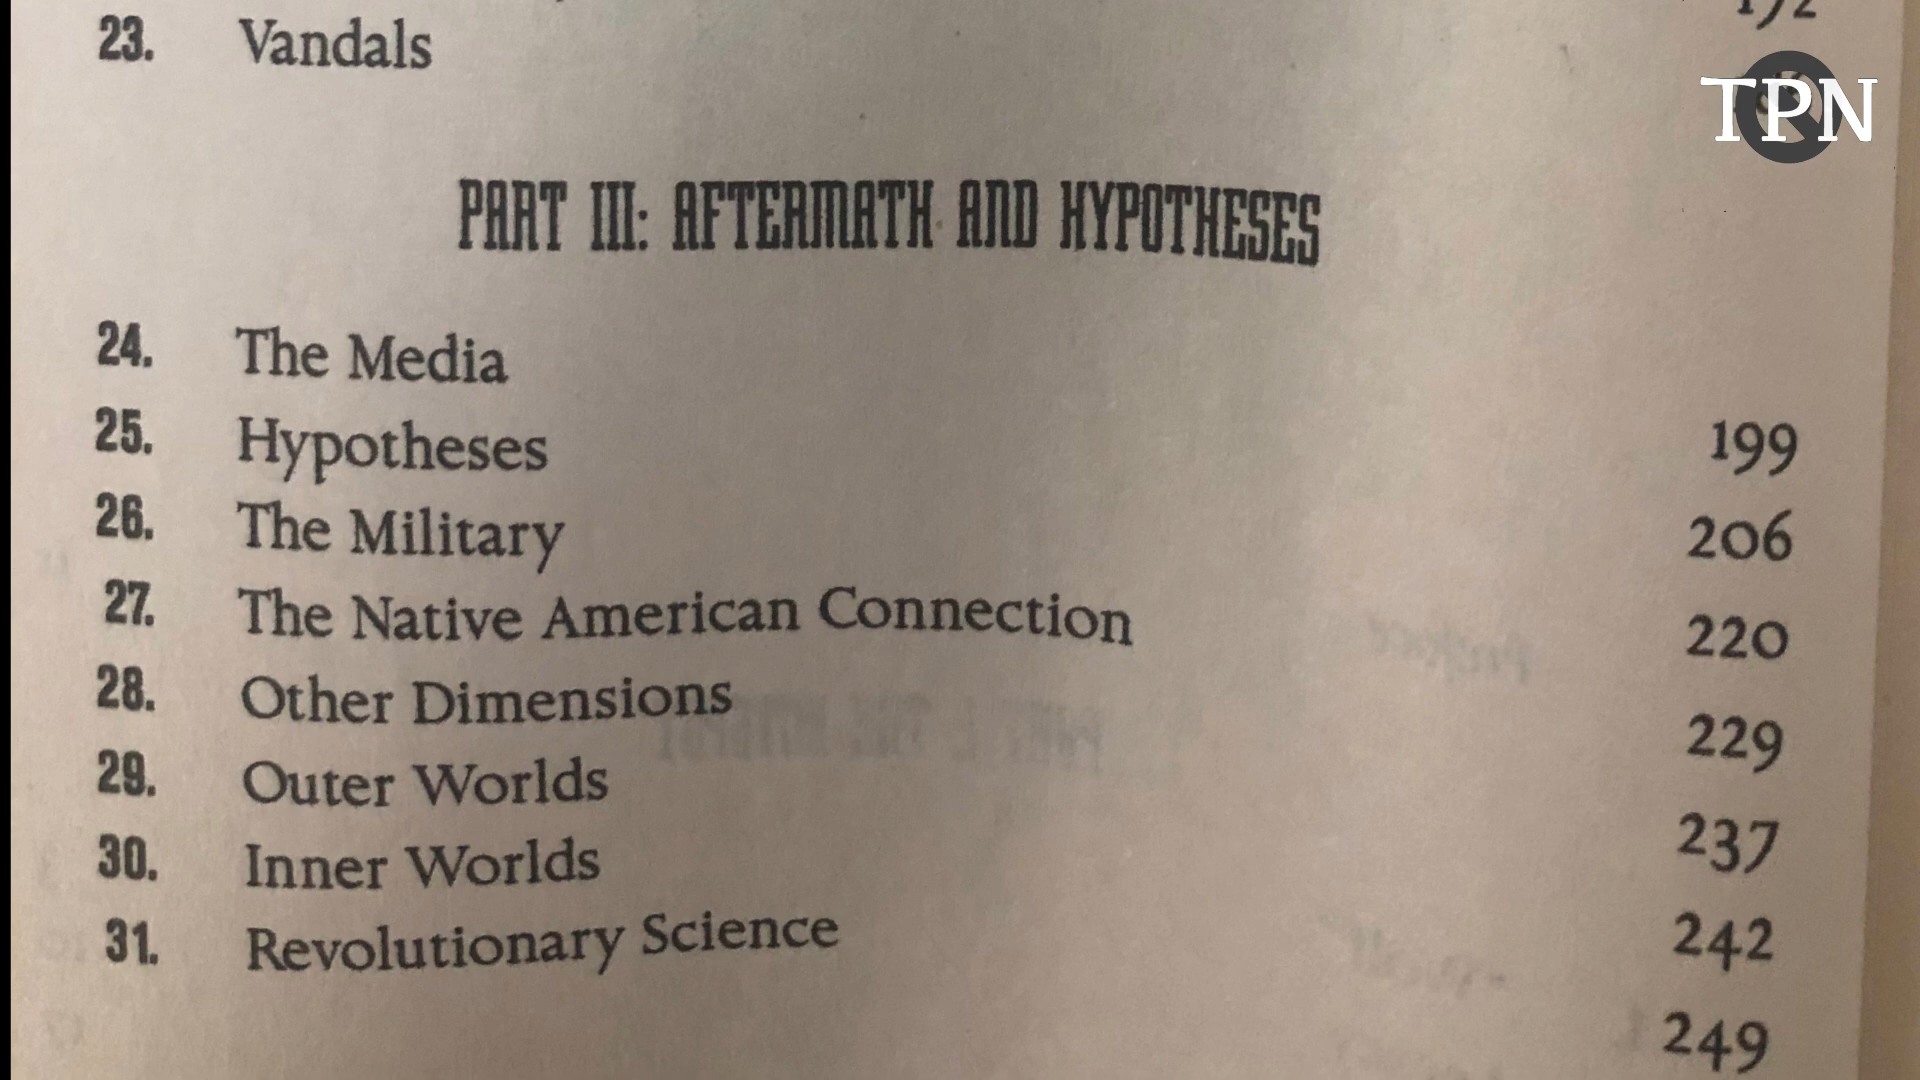 23. Vandals
TPN
PART III: AFTERMATH AND HYPOTHESES
24. The Media 199
25. Hypotheses 206
26. The Military 220
27. The Native American Connection 229
28. Other Dimensions 237
29. Outer Worlds 242
30. Inner Worlds 249
31. Revolutionary Science